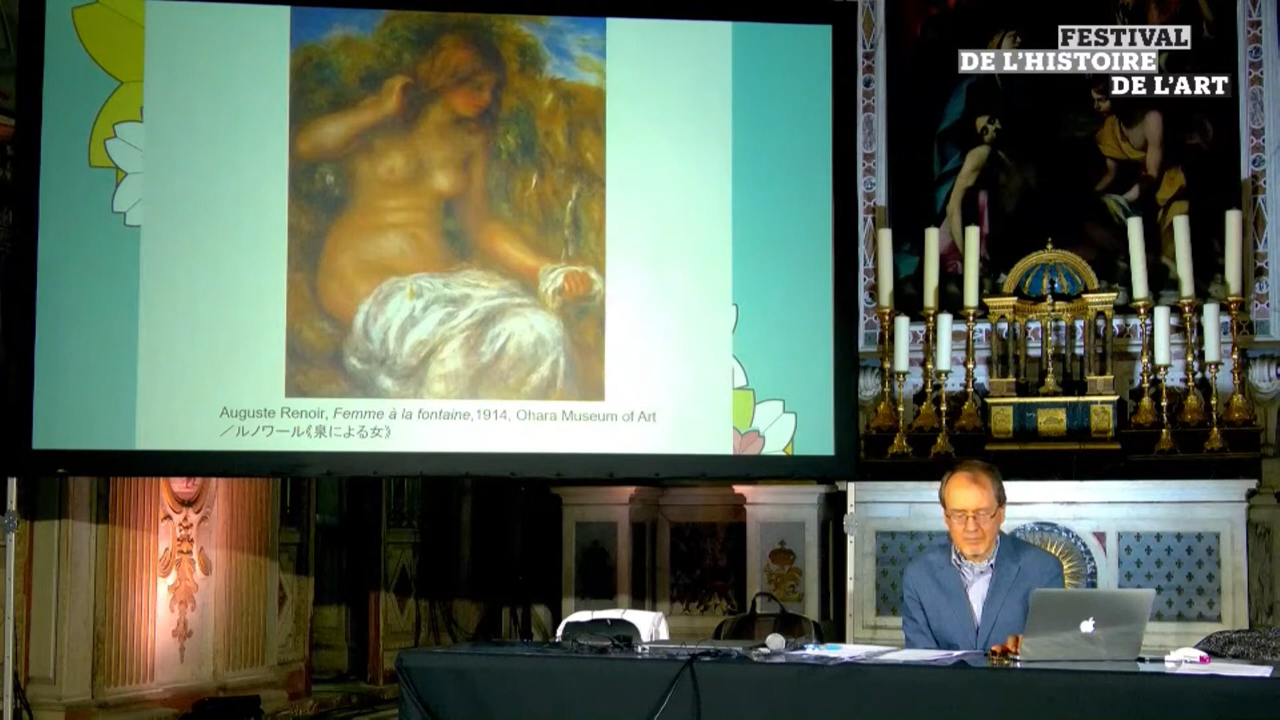 FESTIVAL
DE L'HISTOIRE
DE L'ART
Auguste Renoir, Femme à la fontaine,1914, Ohara Museum of Art
／ルノワール《泉による女》